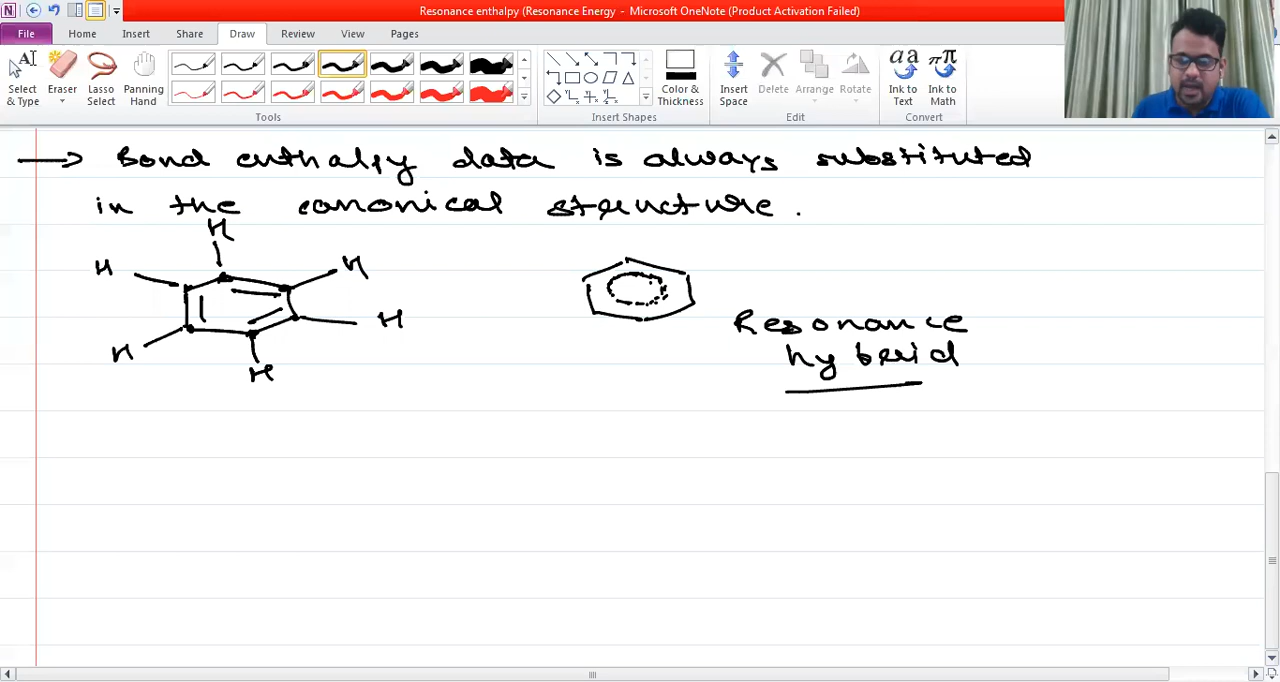 Resonance enthalpy (Resonance Energy - Microsoft OneNote (Product Activation Failed)
File Home Insert Share Draw Review View Pages
Select & Type
Eraser
Lasso Select
Panning Hand
Color & Thickness
Insert Space
Delete
Arrange
Rotate
Ink to Text
Ink to Math
Tools
Insert Shapes
Edit
Convert
→ Bond enthalpy data is always substituted
in the canonical structure.
H
H H
H
H
H
Resonance
hybrid